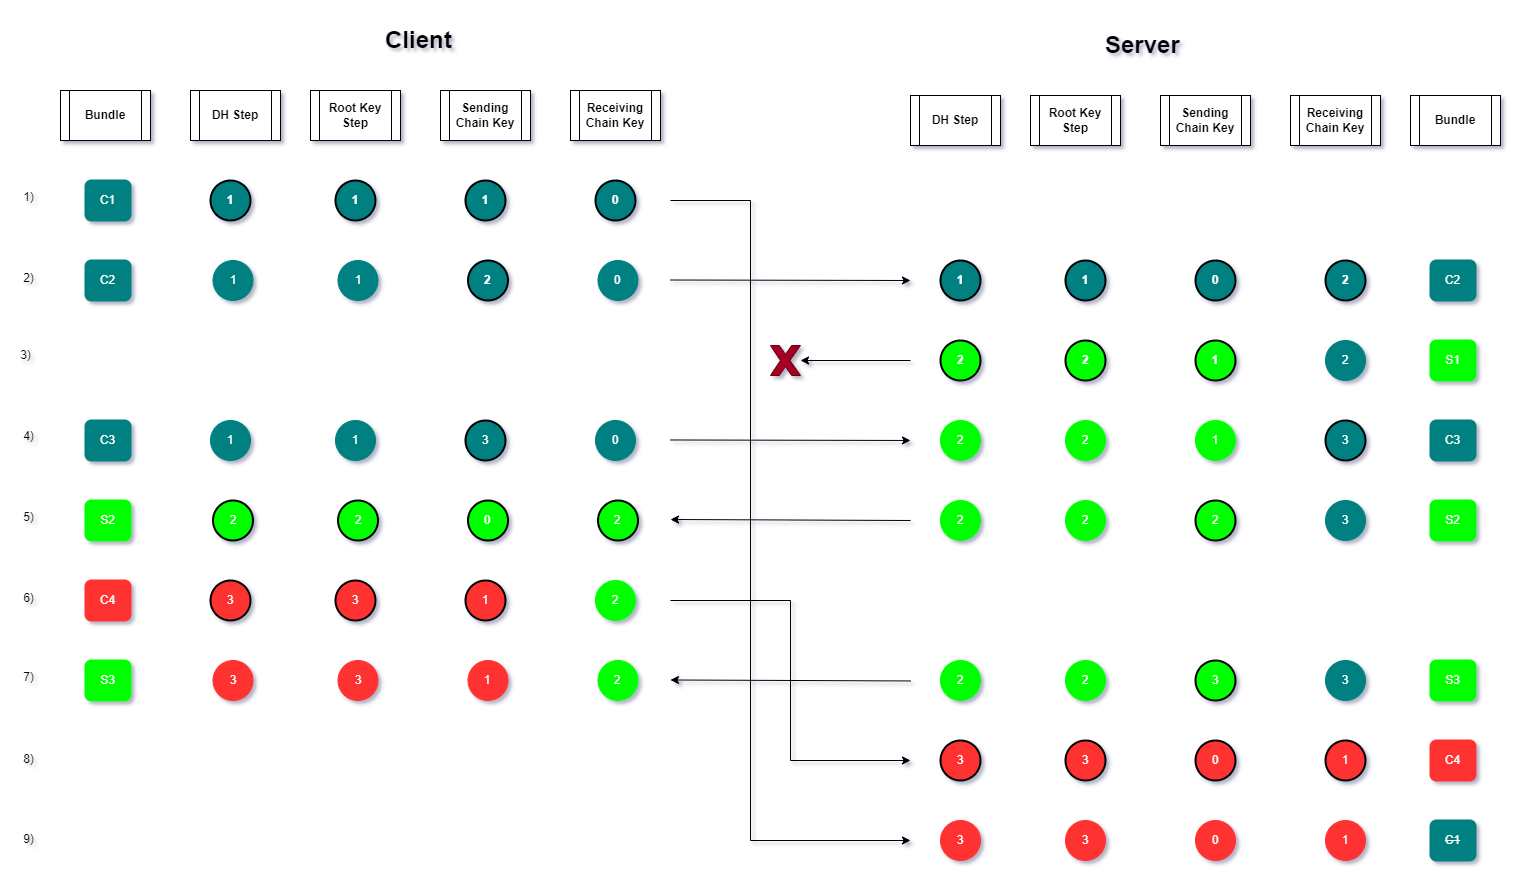 Client
Server
Bundle
DH Step
Root Key
Step
Sending
Chain Key
Receiving
Chain Key
DH Step
Root Key
Step
Sending
Chain Key
Receiving
Chain Key
Bundle
1) C1 1 1 1 0
2) C2 1 1 2 0 1 1 0 2 C2
3) X 2 2 1 2 S1
4) C3 1 1 3 0 2 2 1 3 C3
5) S2 2 2 0 2 2 2 2 3 S2
6) C4 3 3 1 2
7) S3 3 3 1 2 2 2 3 3 S3
8) 3 3 0 1 C4
9) 3 3 0 1 C1